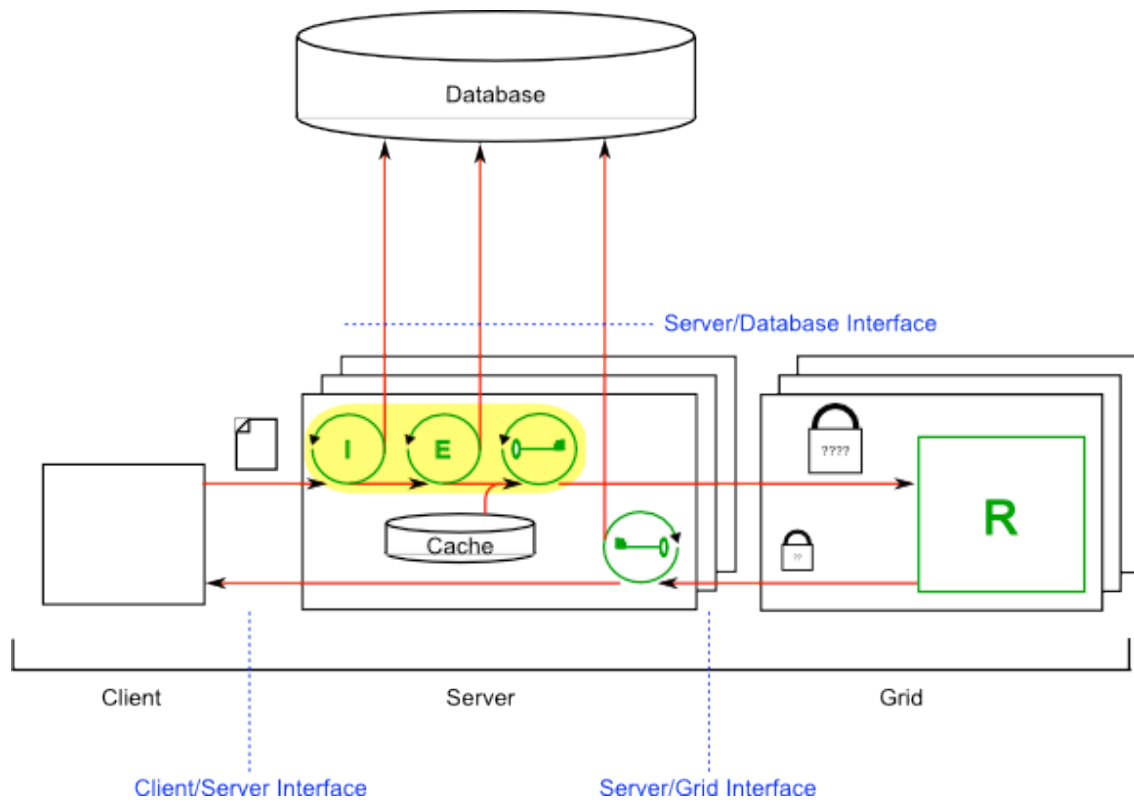 Database
Server/Database Interface
I
E
????
Cache
??
R
Client
Server
Grid
Client/Server Interface
Server/Grid Interface